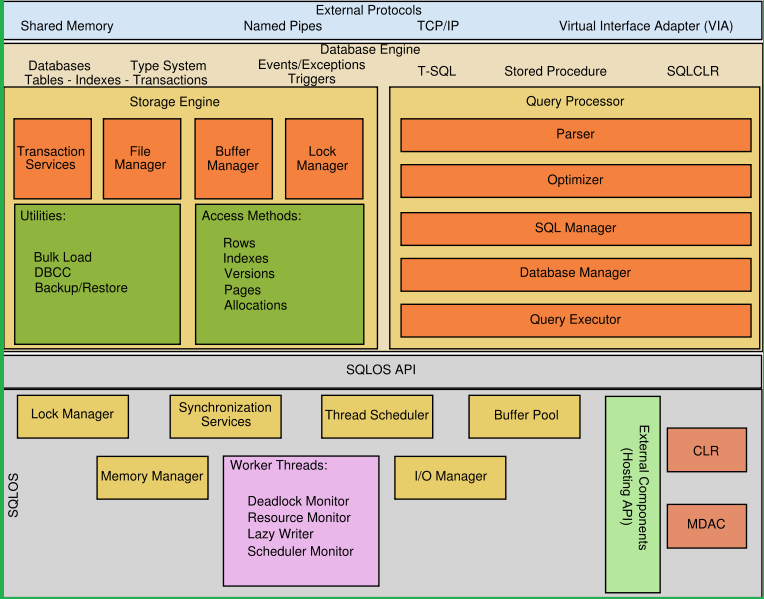 External Protocols
Shared Memory
Named Pipes
TCP/IP
Virtual Interface Adapter (VIA)
Database Engine
Databases
Type System
Tables - Indexes - Transactions
Events/Exceptions
Triggers
T-SQL
Stored Procedure
SQLCLR
Storage Engine
Transaction
Services
File
Manager
Buffer
Manager
Lock
Manager
Utilities:
Bulk Load
DBCC
Backup/Restore
Access Methods:
Rows
Indexes
Versions
Pages
Allocations
Query Processor
Parser
Optimizer
SQL Manager
Database Manager
Query Executor
SQLOS API
SQLOS
Lock Manager
Synchronization
Services
Thread Scheduler
Buffer Pool
Memory Manager
Worker Threads:
Deadlock Monitor
Resource Monitor
Lazy Writer
Scheduler Monitor
I/O Manager
External Components
(Hosting API)
CLR
MDAC